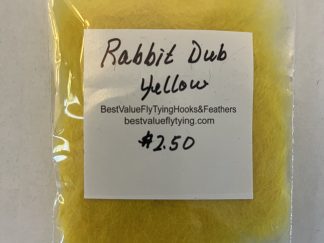 Rabbit Dub
Yellow
BestValueFlyTyingHooks&Feathers
bestvalueflytying.com
$2.50